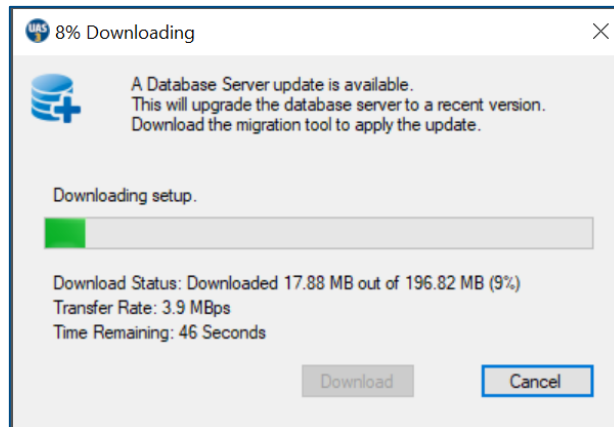 UAS 3 8% Downloading
A Database Server update is available.
This will upgrade the database server to a recent version.
Download the migration tool to apply the update.
Downloading setup.
Download Status: Downloaded 17.88 MB out of 196.82 MB (9%)
Transfer Rate: 3.9 MBps
Time Remaining: 46 Seconds
Download Cancel